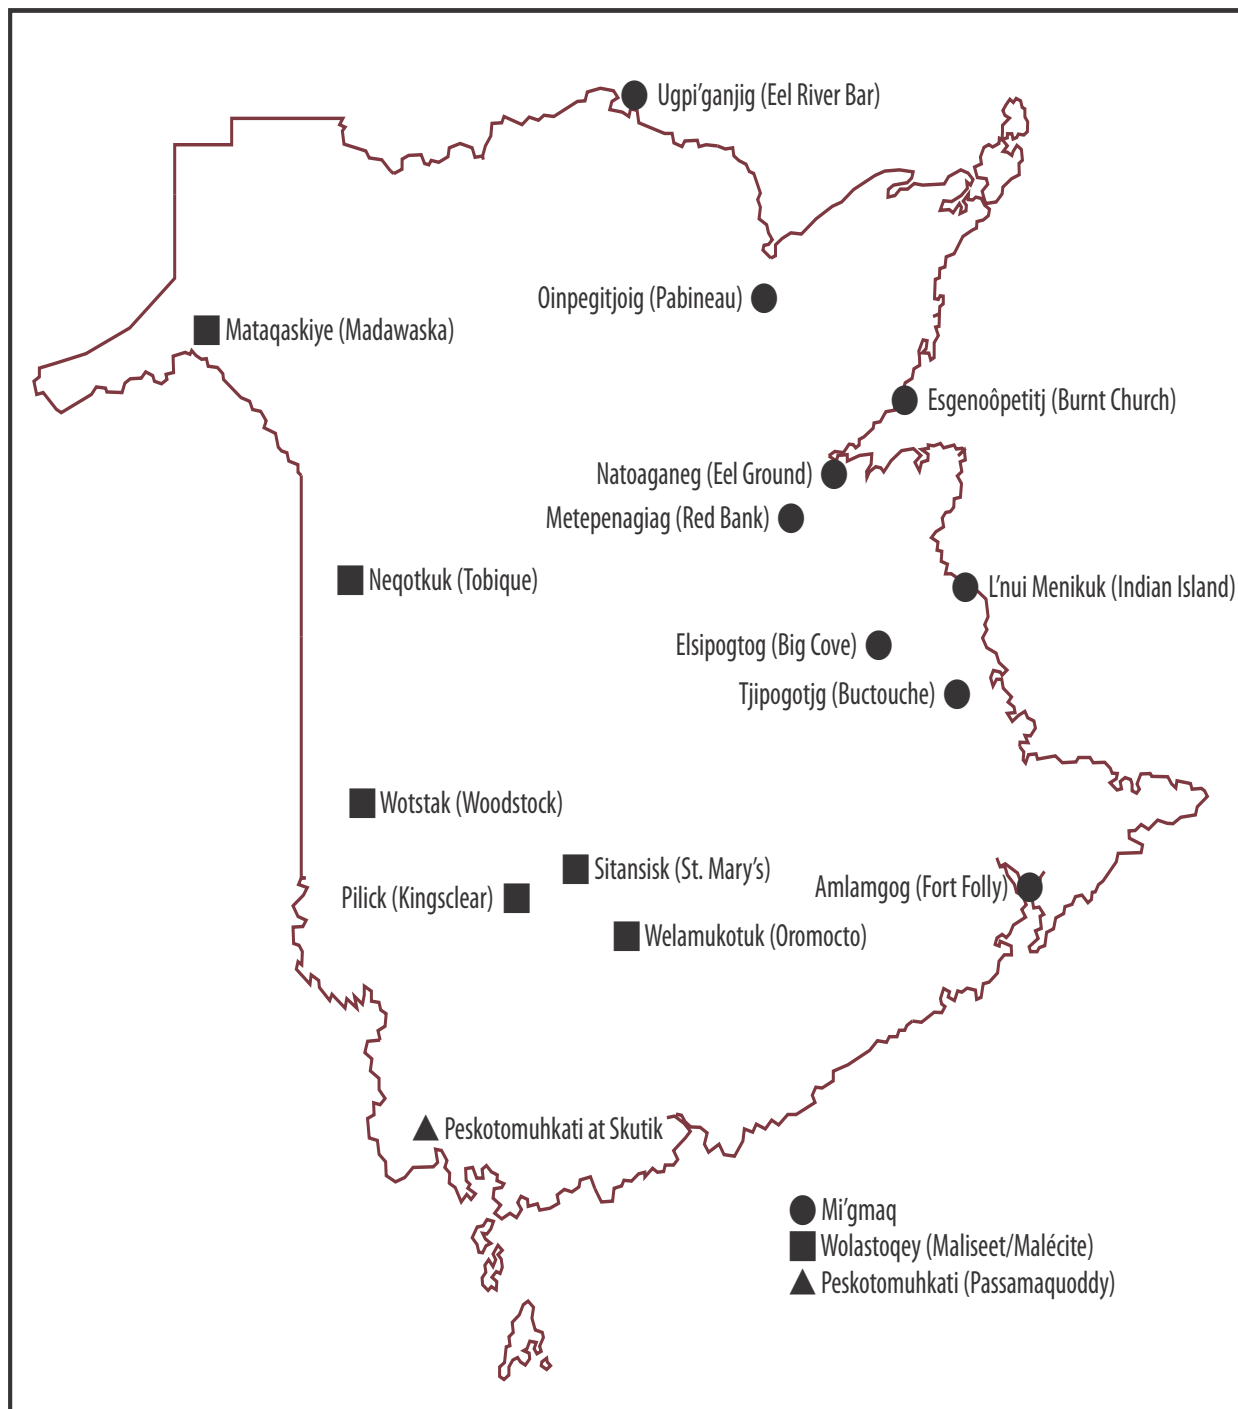 Ugpi'ganjig (Eel River Bar)
Oinpegitjoig (Pabineau)
Mataqaskiye (Madawaska)
Esgenoôpetitj (Burnt Church)
Natoaganeg (Eel Ground)
Metepenagiag (Red Bank)
Neqotkuk (Tobique)
L'nui Menikuk (Indian Island)
Elsipogtog (Big Cove)
Tjipogotjg (Buctouche)
Wotstak (Woodstock)
Sitansisk (St. Mary's)
Amlamgog (Fort Folly)
Pilick (Kingsclear)
Welamukotuk (Oromocto)
Peskotomuhkati at Skutik
Mi'gmaq
Wolastoqey (Maliseet/Malécite)
Peskotomuhkati (Passamaquoddy)